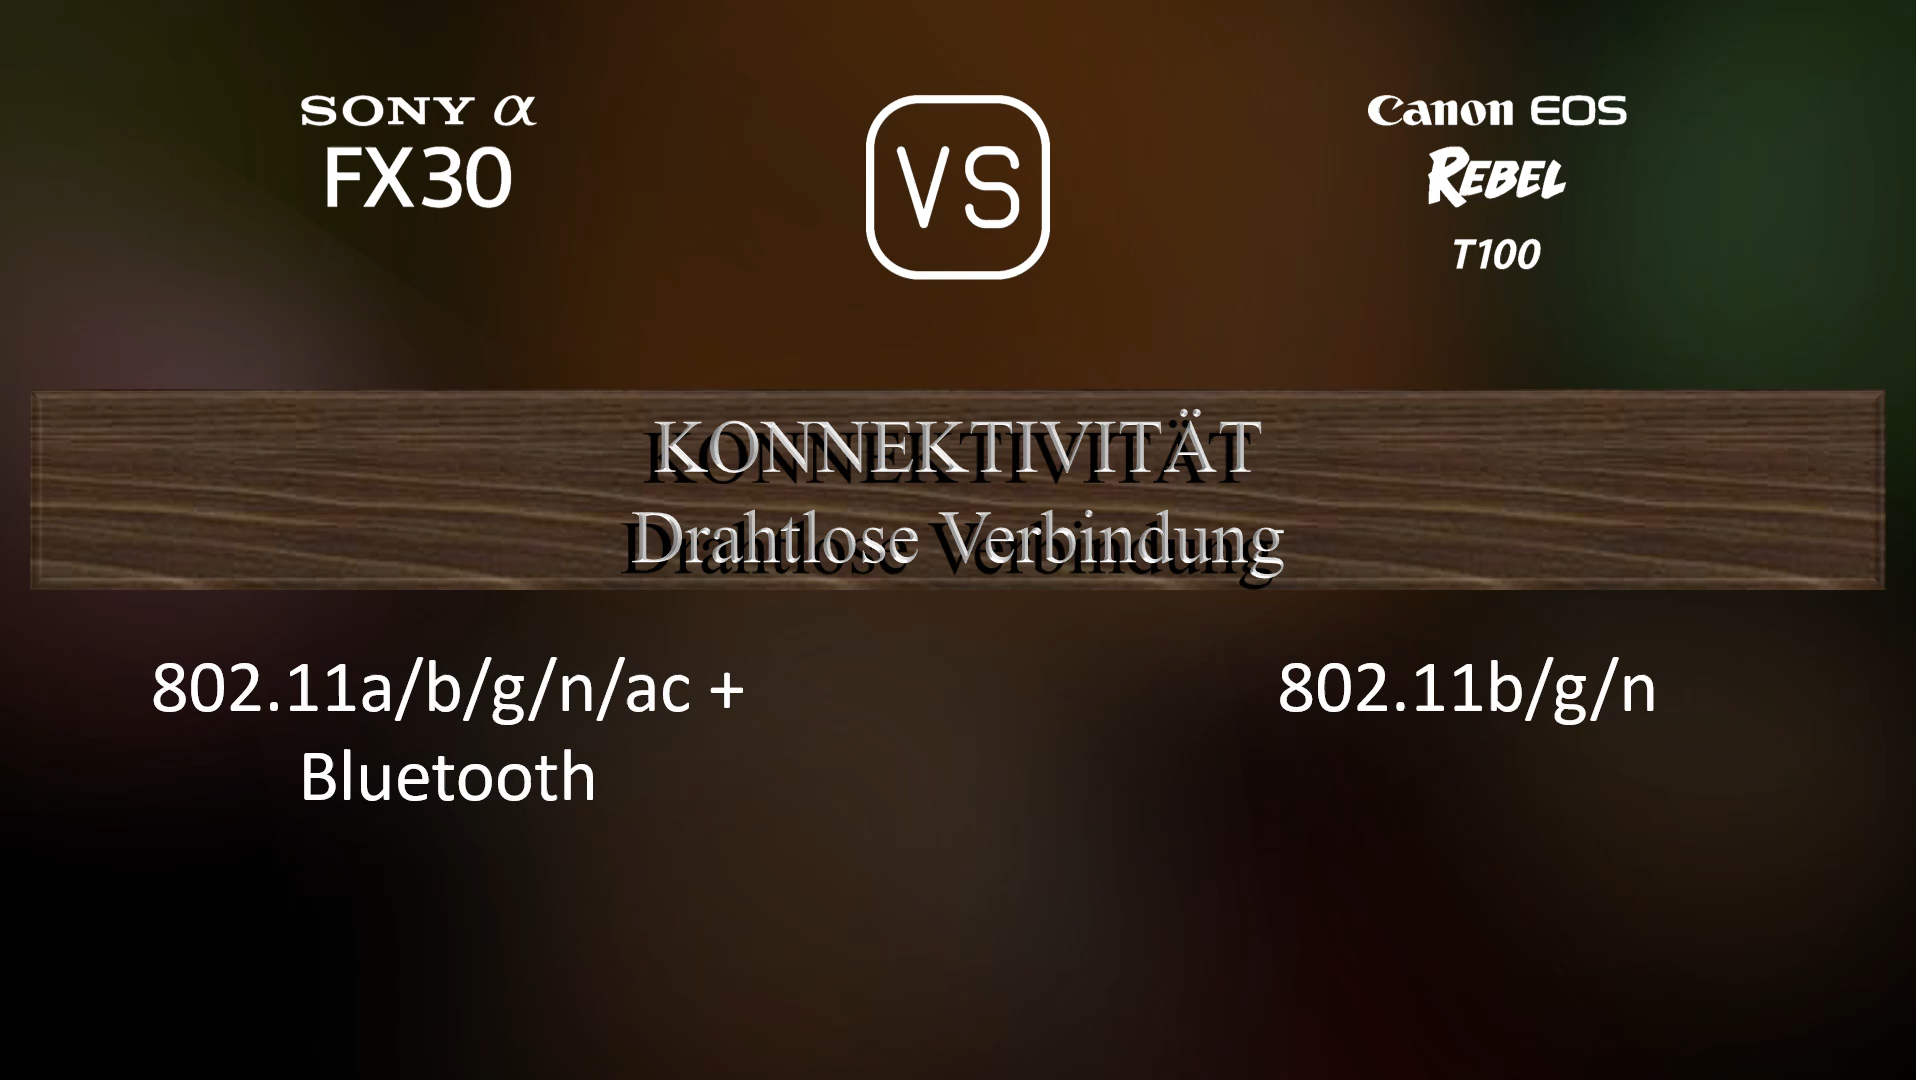 SONY α
FX30
VS
Canon EOS
REBEL
T100
KONNEKTIVITÄT
Drahtlose Verbindung
802.11a/b/g/n/ac +
Bluetooth
802.11b/g/n